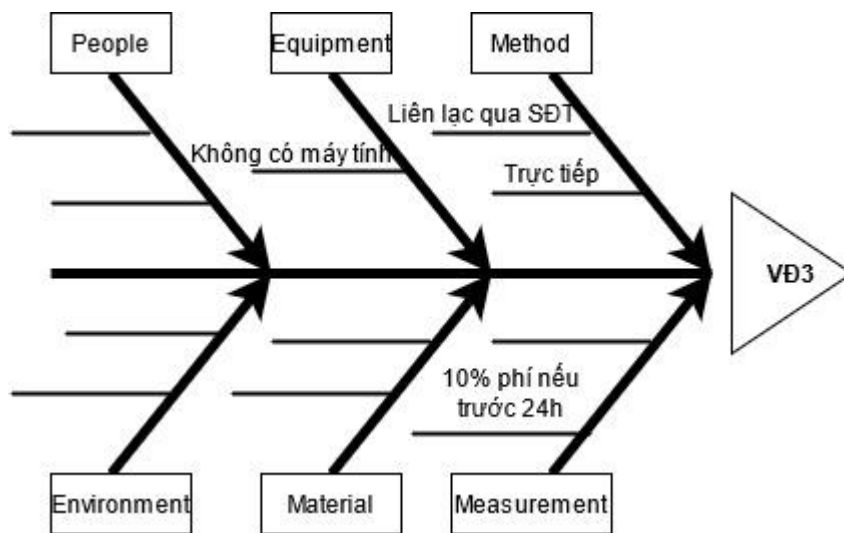 People
Equipment
Method
Liên lạc qua SĐT
Không có máy tính
Trực tiếp
VĐ3
10% phí nếu
trước 24h
Environment
Material
Measurement